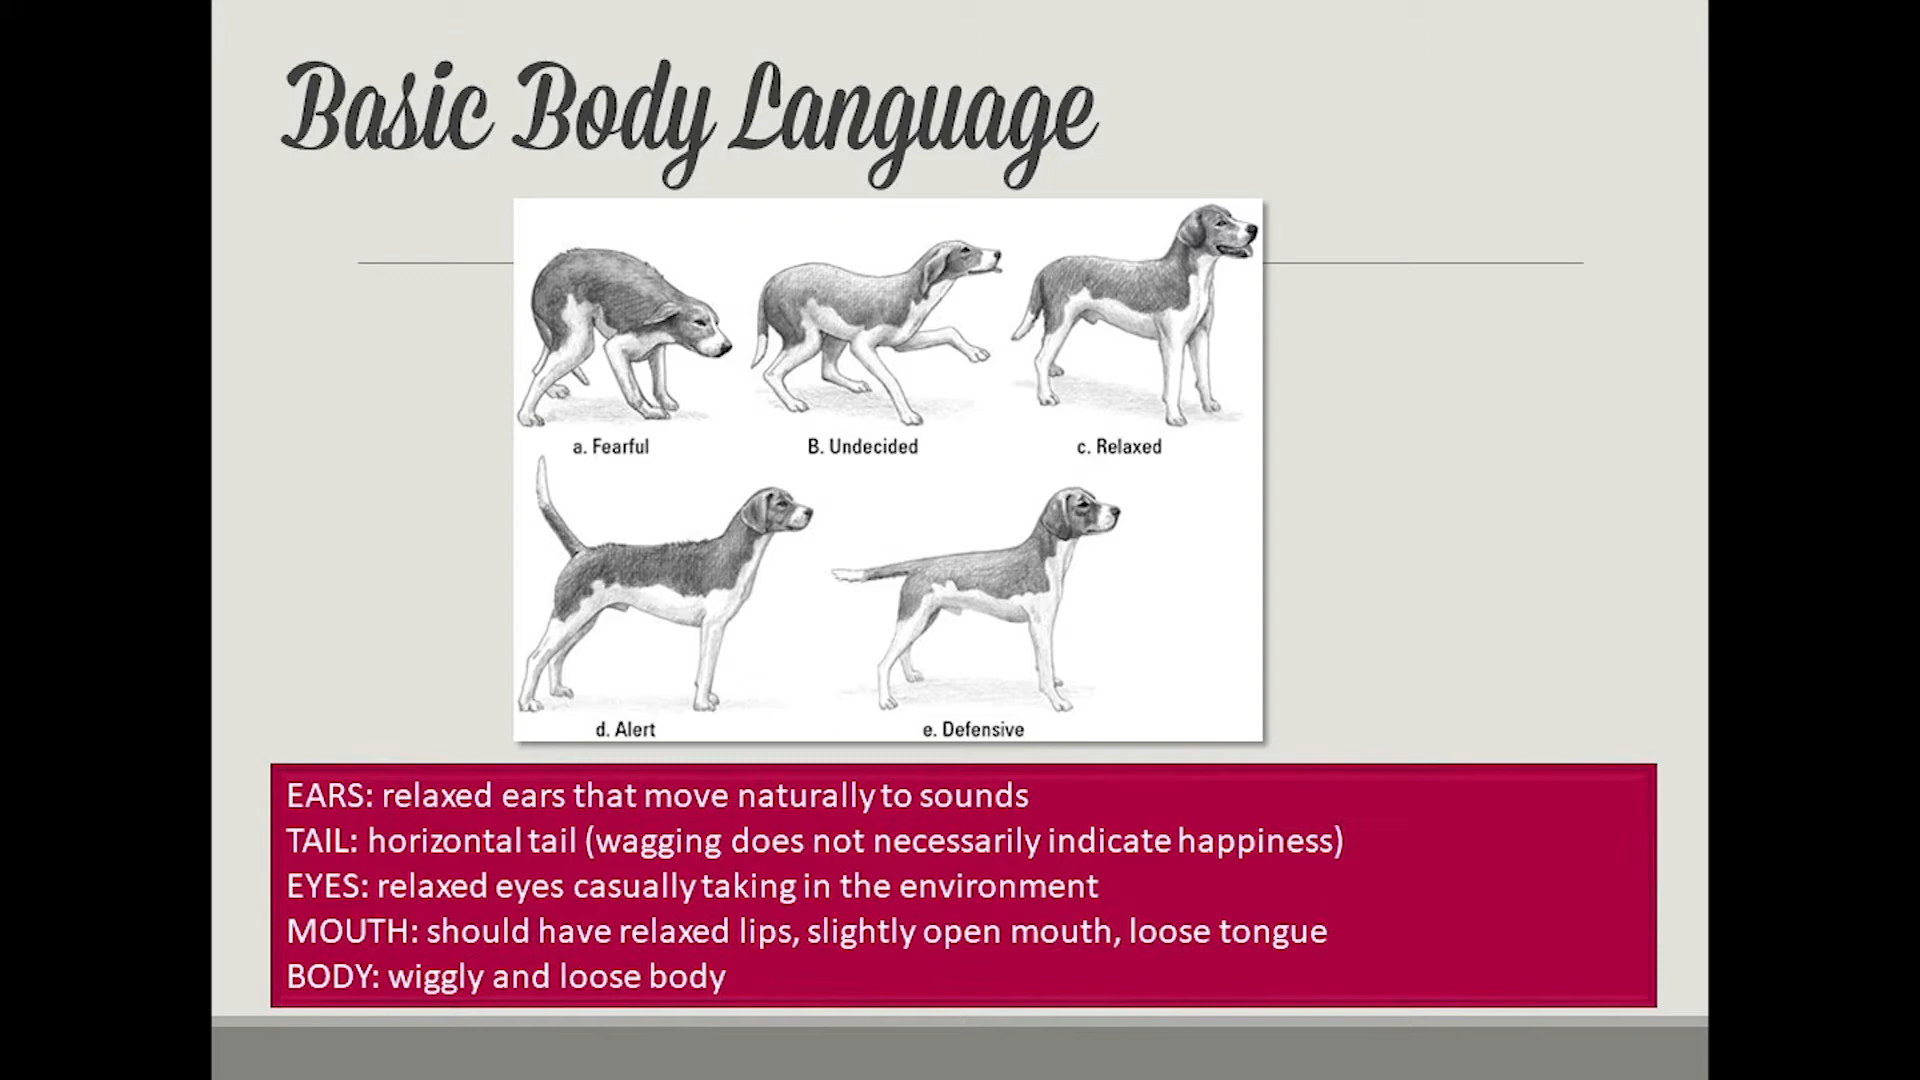 Basic Body Language
a. Fearful
B. Undecided
c. Relaxed
d. Alert
e. Defensive
EARS: relaxed ears that move naturally to sounds
TAIL: horizontal tail (wagging does not necessarily indicate happiness)
EYES: relaxed eyes casually taking in the environment
MOUTH: should have relaxed lips, slightly open mouth, loose tongue
BODY: wiggly and loose body